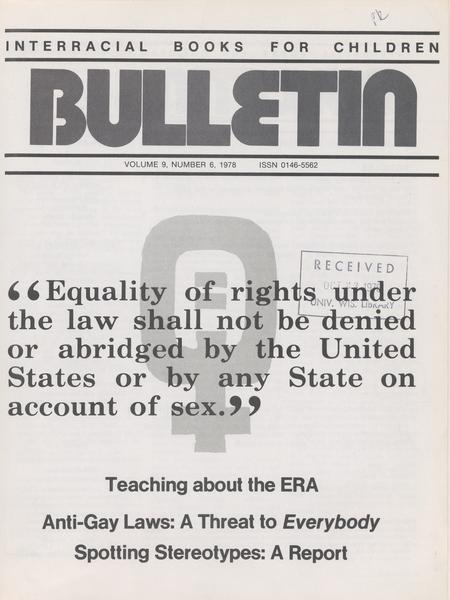 INTERRACIAL BOOKS FOR CHILDREN
BULLETIN
VOLUME 9, NUMBER 6, 1978 ISSN 0146-5562
RECEIVED
UNIV. WIS. LIBRARY
“Equality of rights under
the law shall not be denied
or abridged by the United
States or by any State on
account of sex.”
Teaching about the ERA
Anti-Gay Laws: A Threat to Everybody
Spotting Stereotypes: A Report